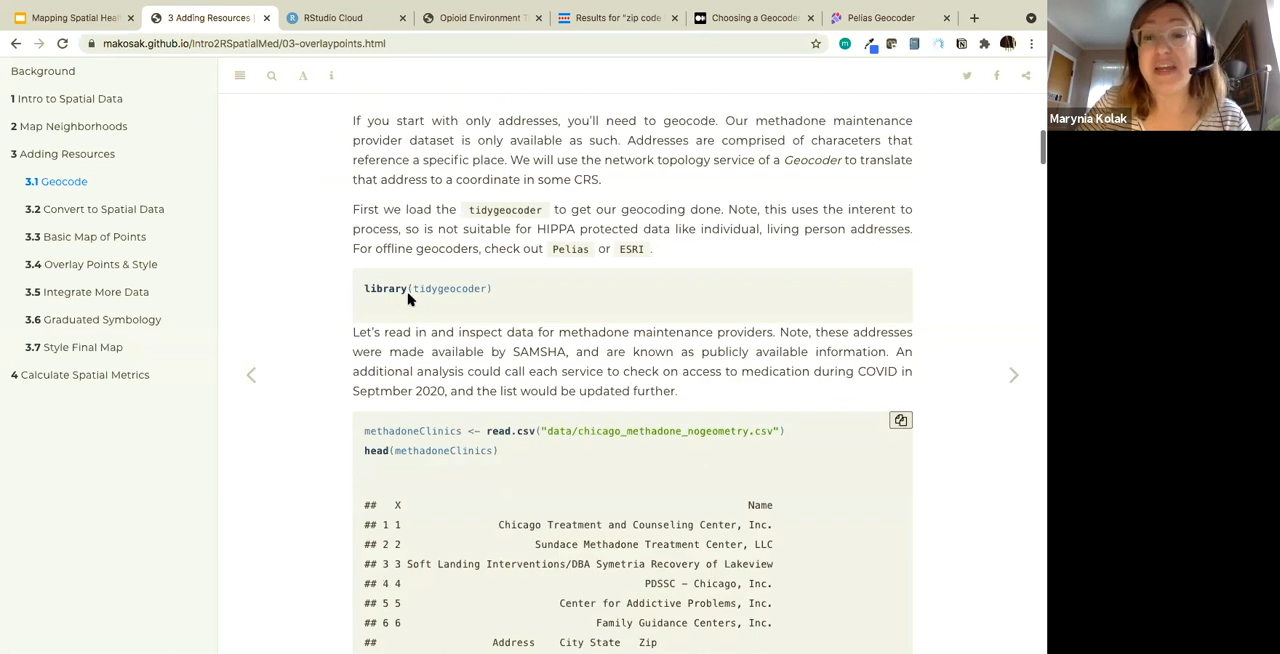 Mapping Spatial Heal
3 Adding Resources |
RStudio Cloud
Opioid Environment T
Results for "zip code
Choosing a Geocoder
Pelias Geocoder
makosak.github.io/Intro2RSpatialMed/03-overlaypoints.html
Background
1 Intro to Spatial Data
2 Map Neighborhoods
3 Adding Resources
3.1 Geocode
3.2 Convert to Spatial Data
3.3 Basic Map of Points
3.4 Overlay Points & Style
3.5 Integrate More Data
3.6 Graduated Symbology
3.7 Style Final Map
4 Calculate Spatial Metrics
If you start with only addresses, you'll need to geocode. Our methadone maintenance
provider dataset is only available as such. Addresses are comprised of characters that
reference a specific place. We will use the network topology service of a Geocoder to translate
that address to a coordinate in some CRS.
First we load the tidygeocoder to get our geocoding done. Note, this uses the interent to
process, so is not suitable for HIPPA protected data like individual, living person addresses.
For offline geocoders, check out Pelias or ESRI .
library(tidygeocoder)
Let's read in and inspect data for methadone maintenance providers. Note, these addresses
were made available by SAMSHA, and are known as publicly available information. An
additional analysis could call each service to check on access to medication during COVID in
Septmber 2020, and the list would be updated further.
methadoneClinics <- read.csv("data/chicago_methadone_nogeometry.csv")
head(methadoneClinics)
## X Name
## 1 1 Chicago Treatment and Counseling Center, Inc.
## 2 2 Sundace Methadone Treatment Center, LLC
## 3 3 Soft Landing Interventions/DBA Symetria Recovery of Lakeview
## 4 4 PDSSC - Chicago, Inc.
## 5 5 Center for Addictive Problems, Inc.
## 6 6 Family Guidance Centers, Inc.
## Address City State Zip
Marynia Kolak